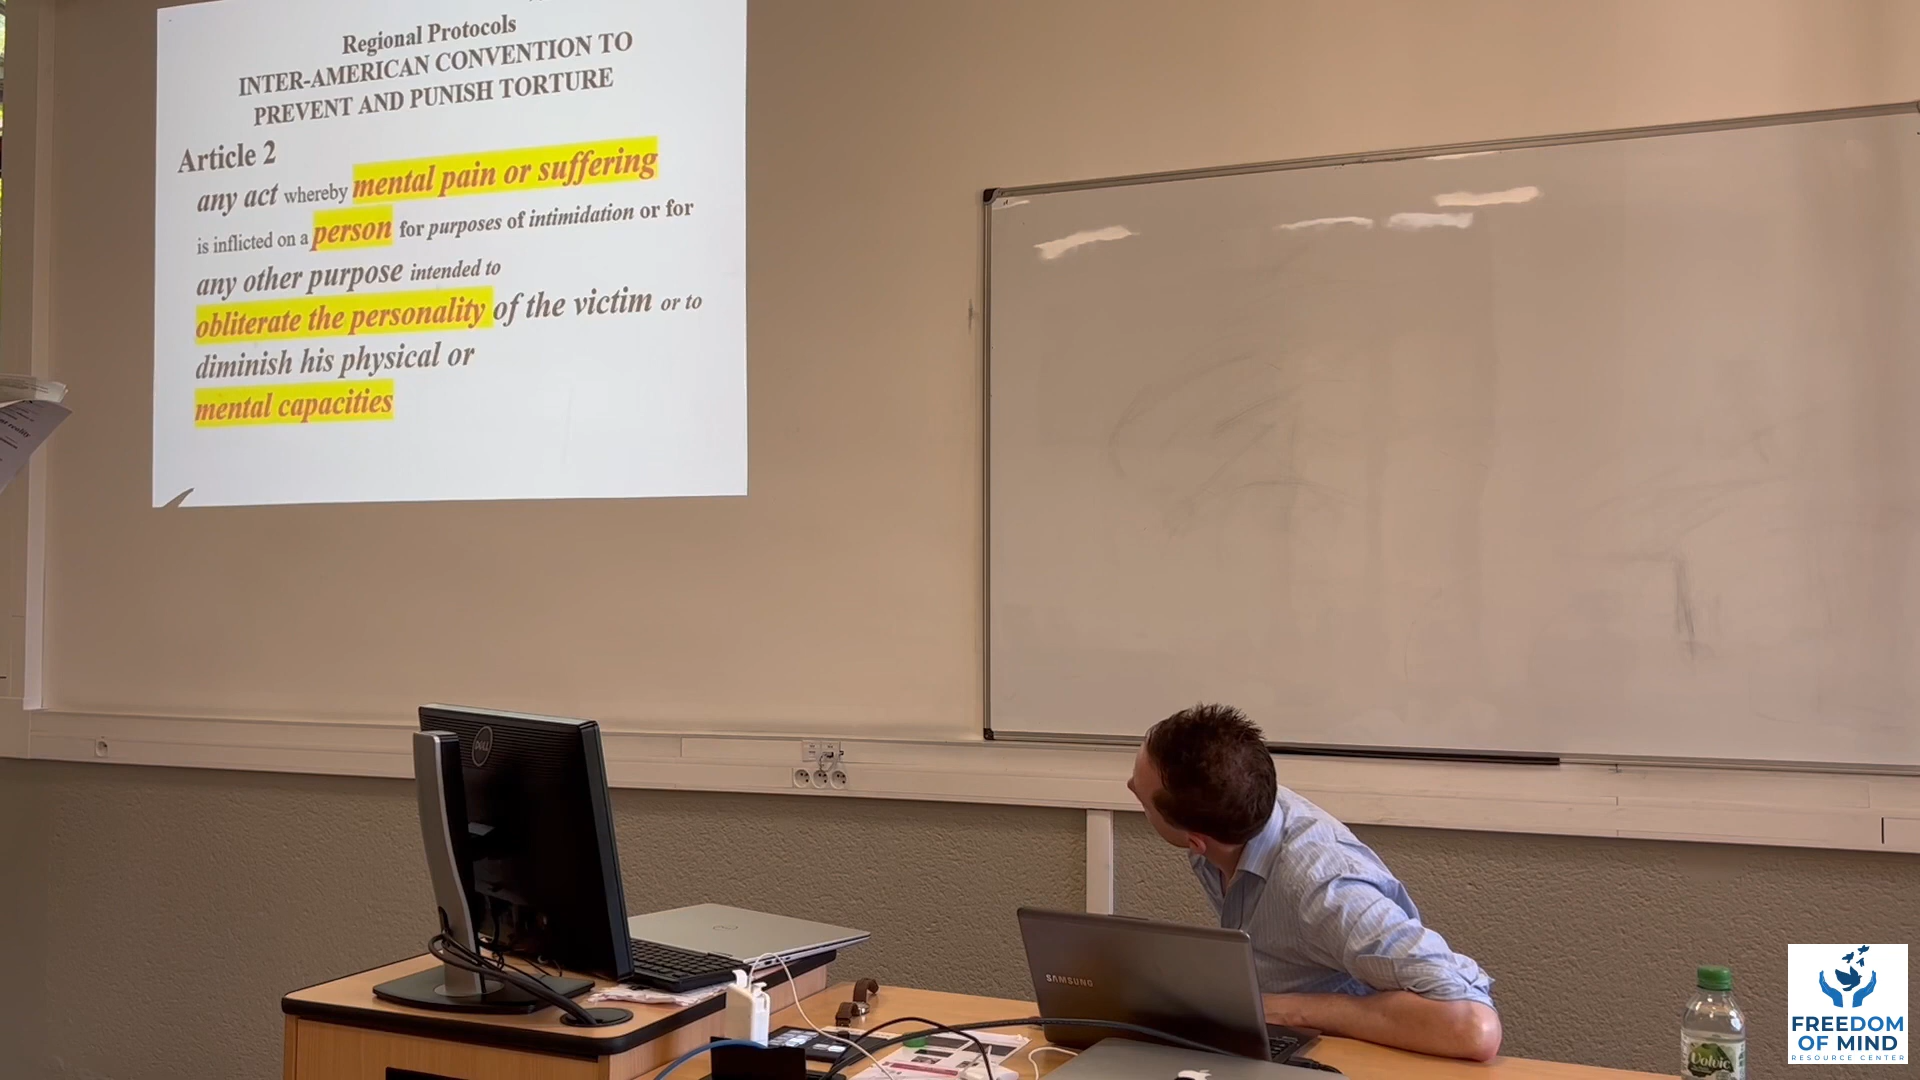 Regional Protocols
INTER-AMERICAN CONVENTION TO
PREVENT AND PUNISH TORTURE
Article 2
any act whereby mental pain or suffering
is inflicted on a person for purposes of intimidation or for
any other purpose intended to
obliterate the personality of the victim or to
diminish his physical or
mental capacities
DELL
SAMSUNG
Volvic
FREEDOM
OF MIND
RESOURCE CENTER